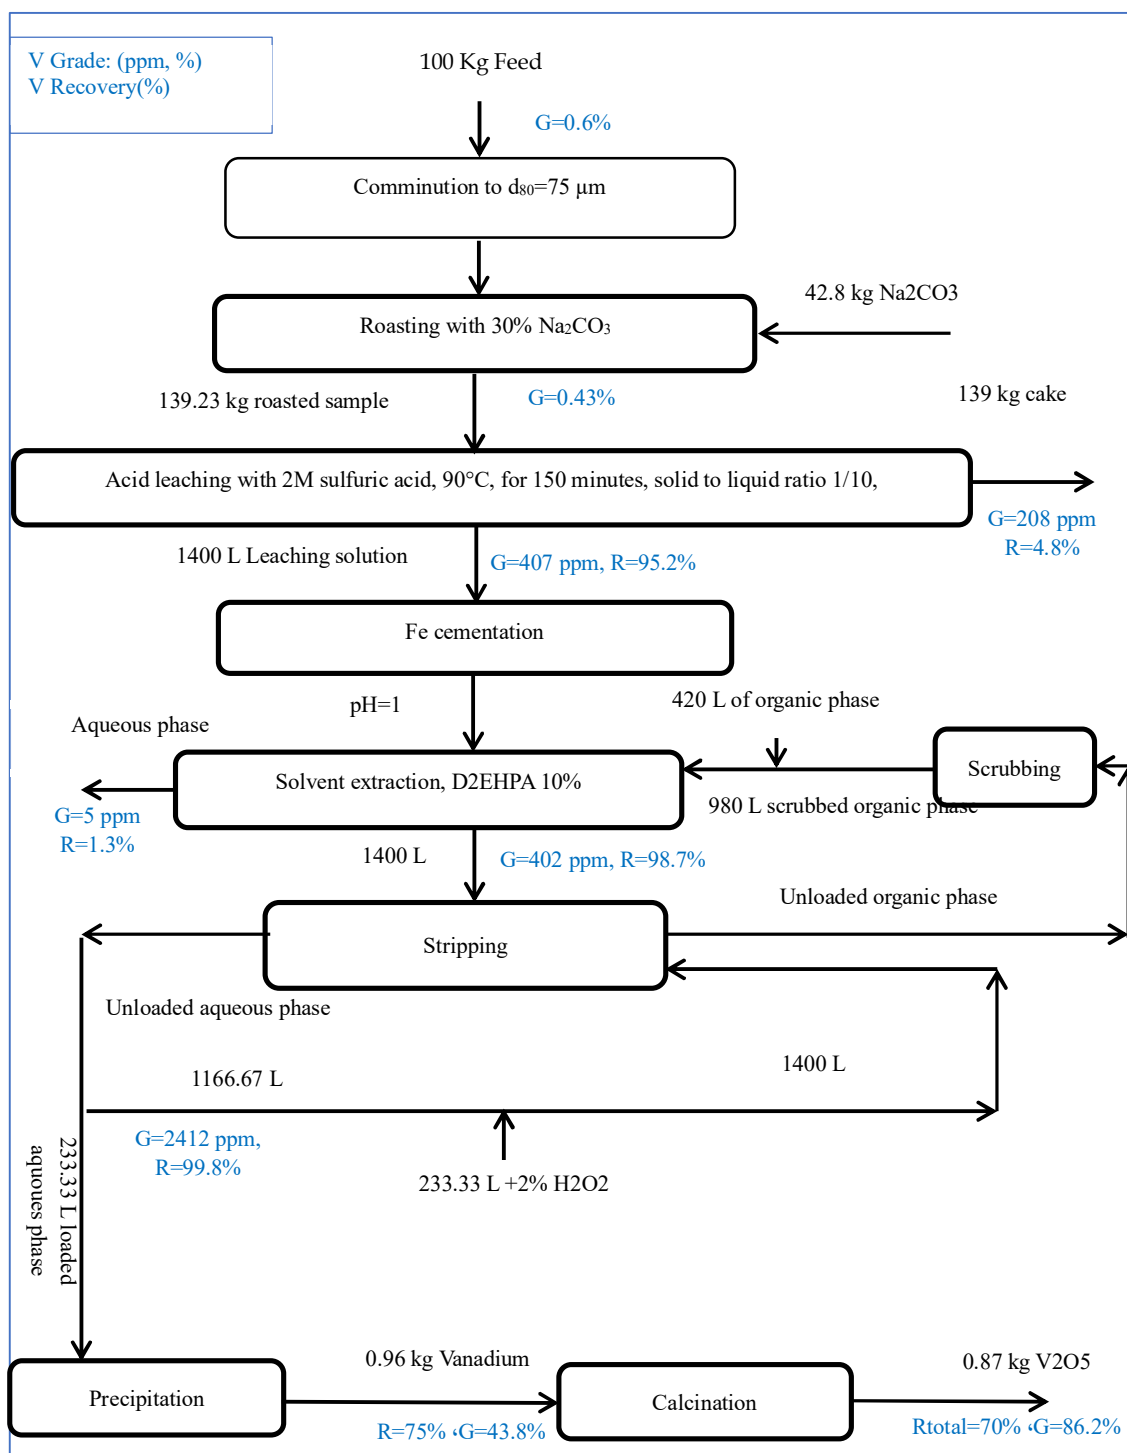 V Grade: (ppm, %)
V Recovery(%)
100 Kg Feed
G=0.6%
Comminution to d80=75 µm
42.8 kg Na2CO3
Roasting with 30% Na₂CO₃
139.23 kg roasted sample
G=0.43%
139 kg cake
Acid leaching with 2M sulfuric acid, 90°C, for 150 minutes, solid to liquid ratio 1/10,
G=208 ppm
R=4.8%
1400 L Leaching solution
G=407 ppm, R=95.2%
Fe cementation
pH=1
420 L of organic phase
Aqueous phase
Solvent extraction, D2EHPA 10%
Scrubbing
980 L scrubbed organic phase
G=5 ppm
R=1.3%
1400 L
G=402 ppm, R=98.7%
Unloaded organic phase
Stripping
Unloaded aqueous phase
1400 L
1166.67 L
G=2412 ppm,
R=99.8%
233.33 L +2% H2O2
233.33 L loaded
aquoues phase
0.96 kg Vanadium
0.87 kg V2O5
Precipitation
Calcination
R=75% ،G=43.8%
Rtotal=70% ،G=86.2%